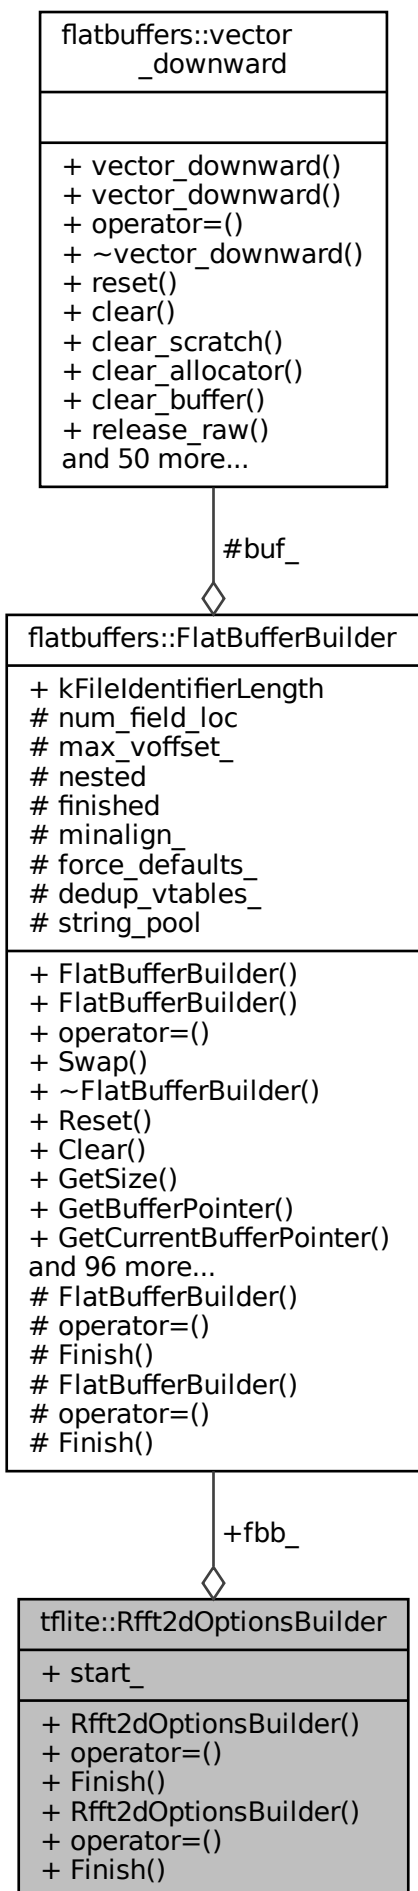 flatbuffers::vector
_downward
+ vector_downward()
+ vector_downward()
+ operator=()
+ ~vector_downward()
+ reset()
+ clear()
+ clear_scratch()
+ clear_allocator()
+ clear_buffer()
+ release_raw()
and 50 more...
#buf_
flatbuffers::FlatBufferBuilder
+ kFileIdentifierLength
# num_field_loc
# max_voffset_
# nested
# finished
# minalign_
# force_defaults_
# dedup_vtables_
# string_pool
+ FlatBufferBuilder()
+ FlatBufferBuilder()
+ operator=()
+ Swap()
+ ~FlatBufferBuilder()
+ Reset()
+ Clear()
+ GetSize()
+ GetBufferPointer()
+ GetCurrentBufferPointer()
and 96 more...
# FlatBufferBuilder()
# operator=()
# Finish()
# FlatBufferBuilder()
# operator=()
# Finish()
+fbb_
tflite::Rfft2dOptionsBuilder
+ start_
+ Rfft2dOptionsBuilder()
+ operator=()
+ Finish()
+ Rfft2dOptionsBuilder()
+ operator=()
+ Finish()